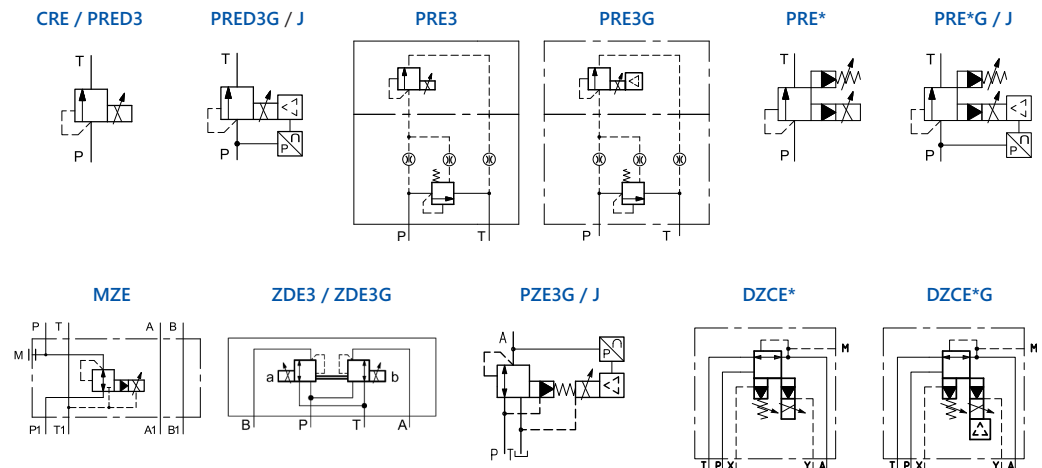 CRE / PRED3 PRED3G / J PRE3 PRE3G PRE* PRE*G / J
T T T T
P P P P
P P
P T P T
MZE ZDE3 / ZDE3G PZE3G / J DZCE* DZCE*G
P T A B A
P
M M M
a b
B P T A
P1 T1 A1 B1
P T
T P X Y A T P X Y A